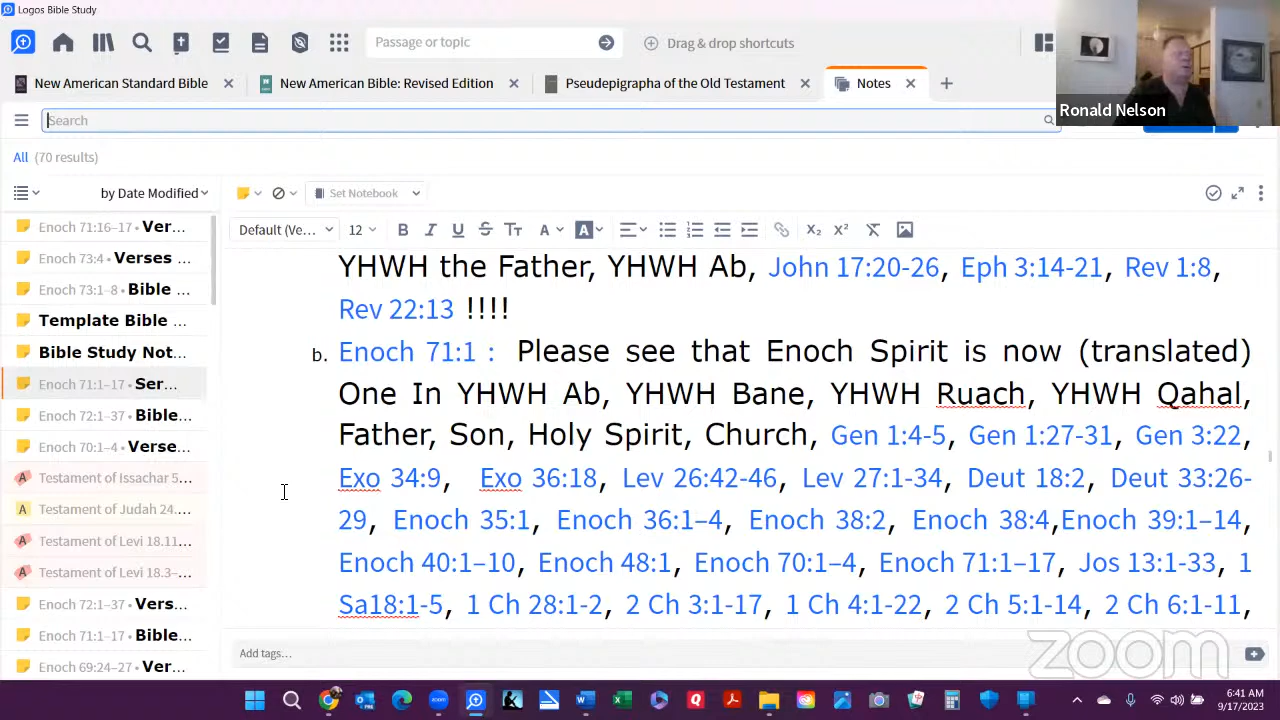 Logos Bible Study
Passage or topic
Drag & drop shortcuts
New American Standard Bible
New American Bible: Revised Edition
Pseudepigrapha of the Old Testament
Notes
Ronald Nelson
Search
All (70 results)
by Date Modified
Set Notebook
Default (Ve...
12
Enoch 71:16–17 • Ver...
Enoch 73:4 • Verses ...
Enoch 73:1–8 • Bible ...
Template Bible ...
Bible Study Not...
Enoch 71:1–17 • Ser...
Enoch 72:1–37 • Bible...
Enoch 70:1–4 • Verse...
Testament of Issachar 5...
Testament of Judah 24....
Testament of Levi 18.11...
Testament of Levi 18.3–...
Enoch 72:1–37 • Vers...
Enoch 71:1–17 • Bible...
Enoch 69:24–27 • Ver...
YHWH the Father, YHWH Ab, John 17:20-26, Eph 3:14-21, Rev 1:8,
Rev 22:13 !!!!
b. Enoch 71:1 : Please see that Enoch Spirit is now (translated)
One In YHWH Ab, YHWH Bane, YHWH Ruach, YHWH Qahal,
Father, Son, Holy Spirit, Church, Gen 1:4-5, Gen 1:27-31, Gen 3:22,
Exo 34:9, Exo 36:18, Lev 26:42-46, Lev 27:1-34, Deut 18:2, Deut 33:26-
29, Enoch 35:1, Enoch 36:1–4, Enoch 38:2, Enoch 38:4,Enoch 39:1–14,
Enoch 40:1–10, Enoch 48:1, Enoch 70:1–4, Enoch 71:1–17, Jos 13:1-33, 1
Sa18:1-5, 1 Ch 28:1-2, 2 Ch 3:1-17, 1 Ch 4:1-22, 2 Ch 5:1-14, 2 Ch 6:1-11,
Add tags...
zoom
6:41 AM
9/17/2023